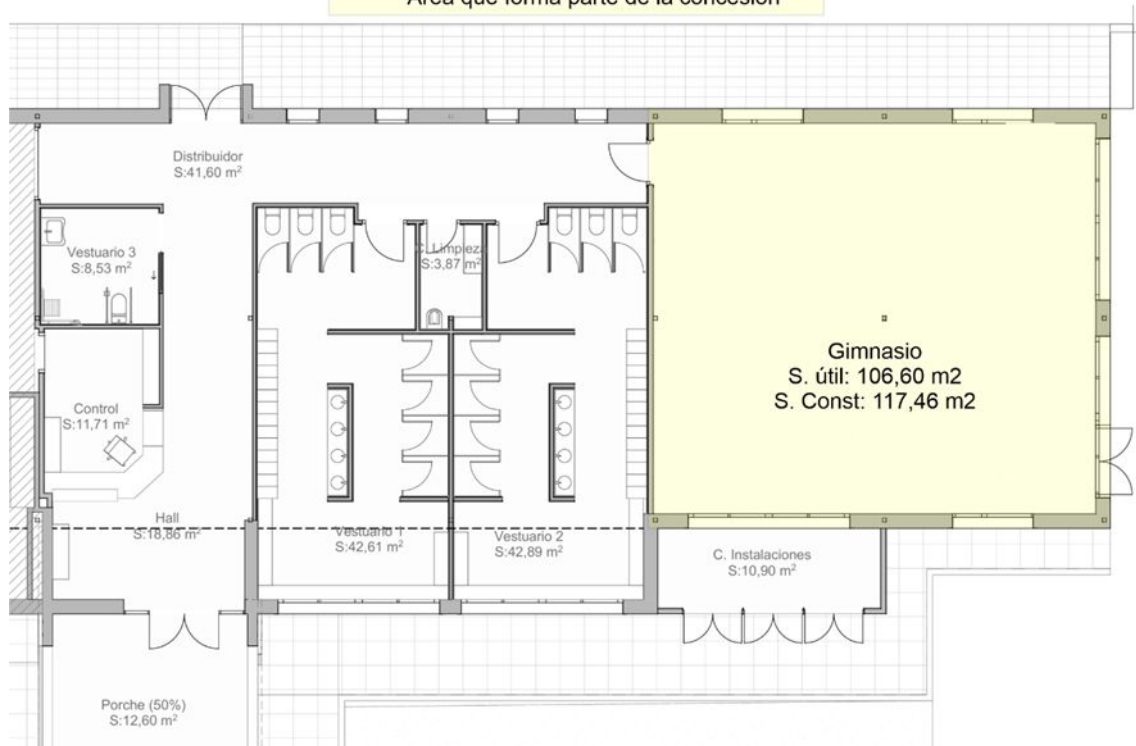 Area que forma parte de la concesión
Distribuidor
S:41,60 m²
Vestuario 3
S:8,53 m²
C. Limpieza
S:3,87 m²
Gimnasio
S. útil: 106,60 m2
S. Const: 117,46 m2
Control
S:11,71 m²
Hall
S:18,86 m²
Vestuario 1
S:42,61 m²
Vestuario 2
S:42,89 m²
C. Instalaciones
S:10,90 m²
Porche (50%)
S:12,60 m²